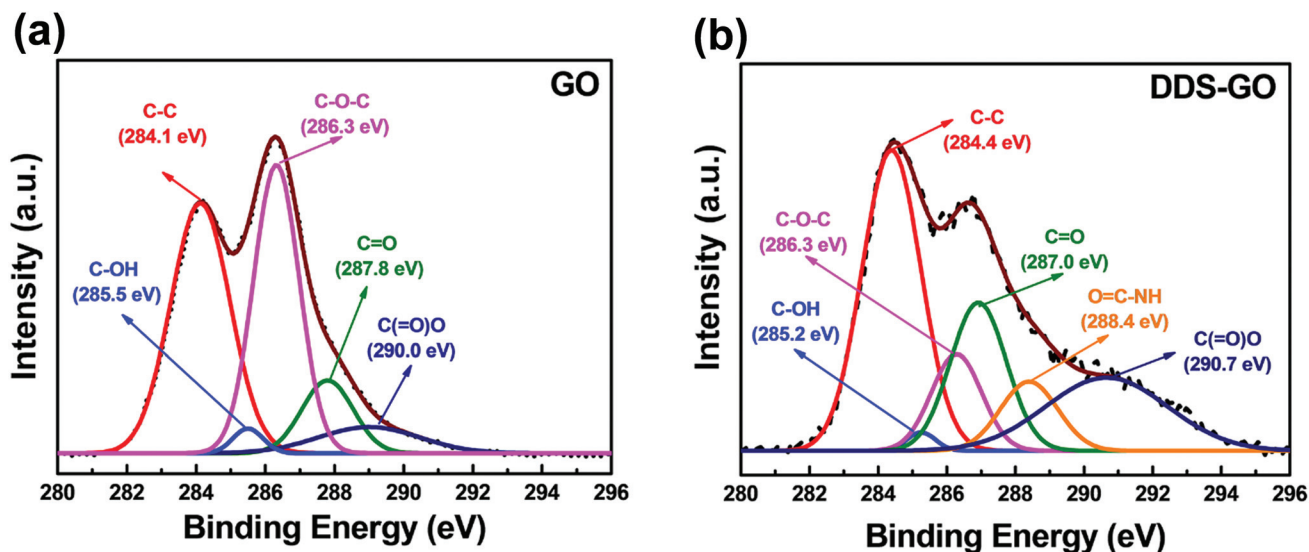 (a)
GO
C-C
(284.1 eV)
C-O-C
(286.3 eV)
C-OH
(285.5 eV)
C=O
(287.8 eV)
C(=O)O
(290.0 eV)
Intensity (a.u.)
280 282 284 286 288 290 292 294 296
Binding Energy (eV)
(b)
DDS-GO
C-C
(284.4 eV)
C-O-C
(286.3 eV)
C=O
(287.0 eV)
C-OH
(285.2 eV)
O=C-NH
(288.4 eV)
C(=O)O
(290.7 eV)
Intensity (a.u.)
280 282 284 286 288 290 292 294 296
Binding Energy (eV)